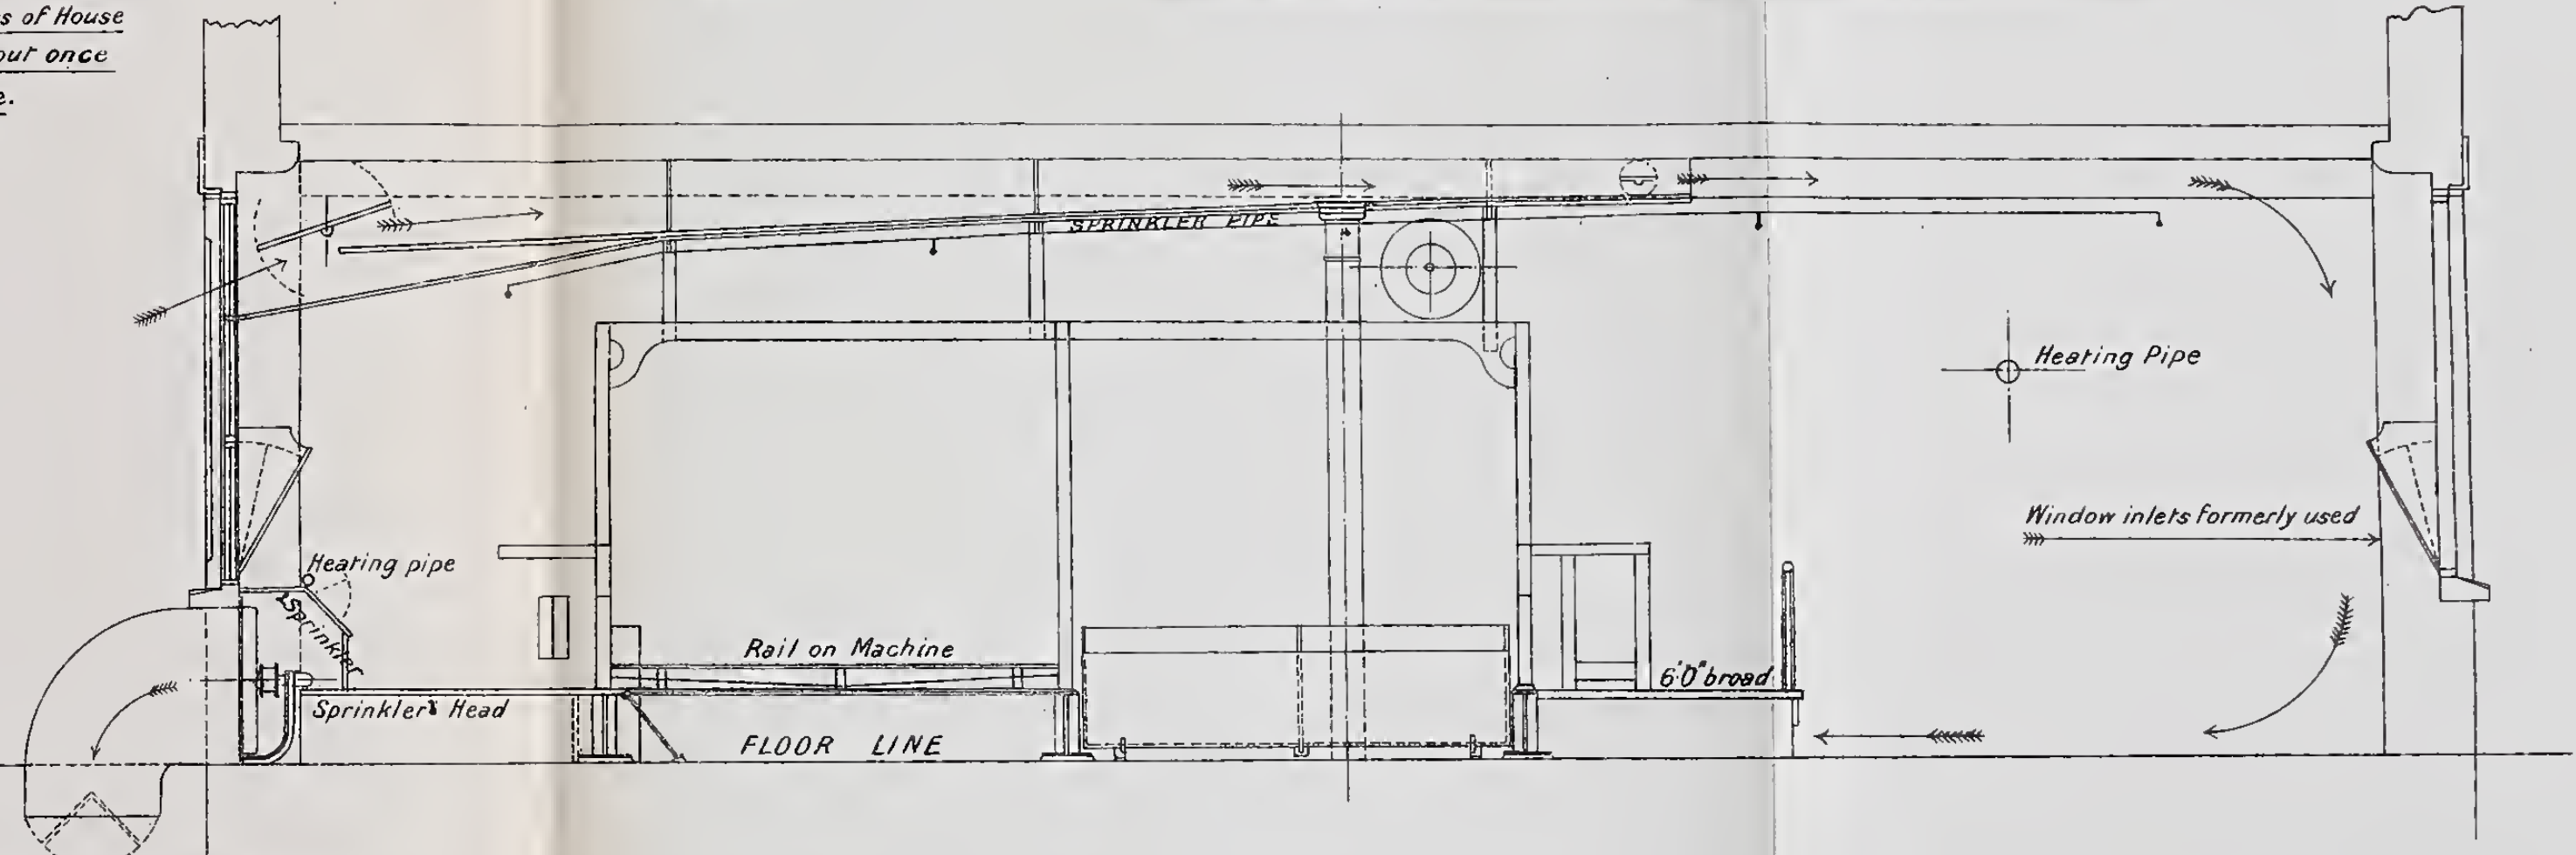 s of House
out once
e.
SPRINKLER PIPE
Heating Pipe
Window inlets formerly used
Heating pipe
Sprinkler
Rail on Machine
6'0" broad
Sprinkler Head
FLOOR LINE